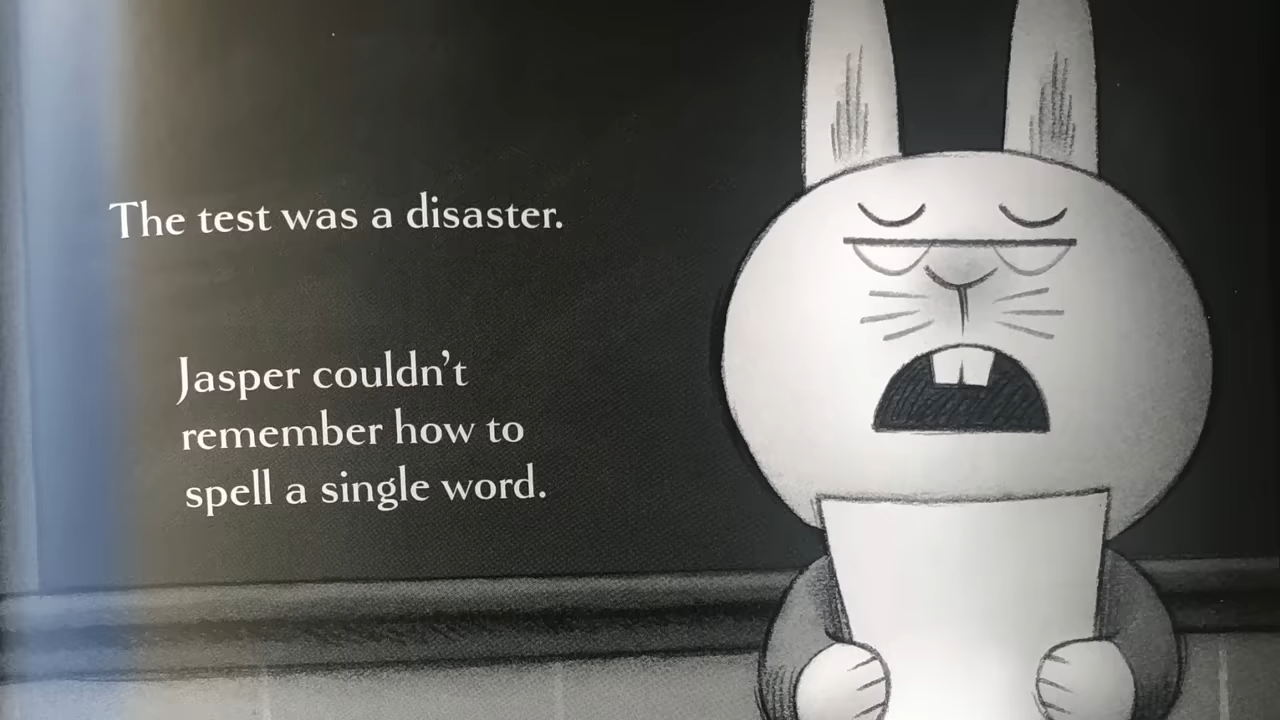 The test was a disaster.
Jasper couldn't
remember how to
spell a single word.